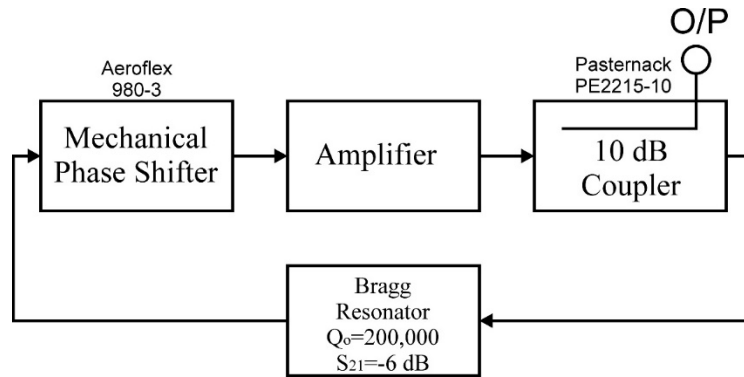 O/P
Aeroflex
980-3
Pasternack
PE2215-10
Mechanical
Phase Shifter
Amplifier
10 dB
Coupler
Bragg
Resonator
Qo=200,000
S21=-6 dB